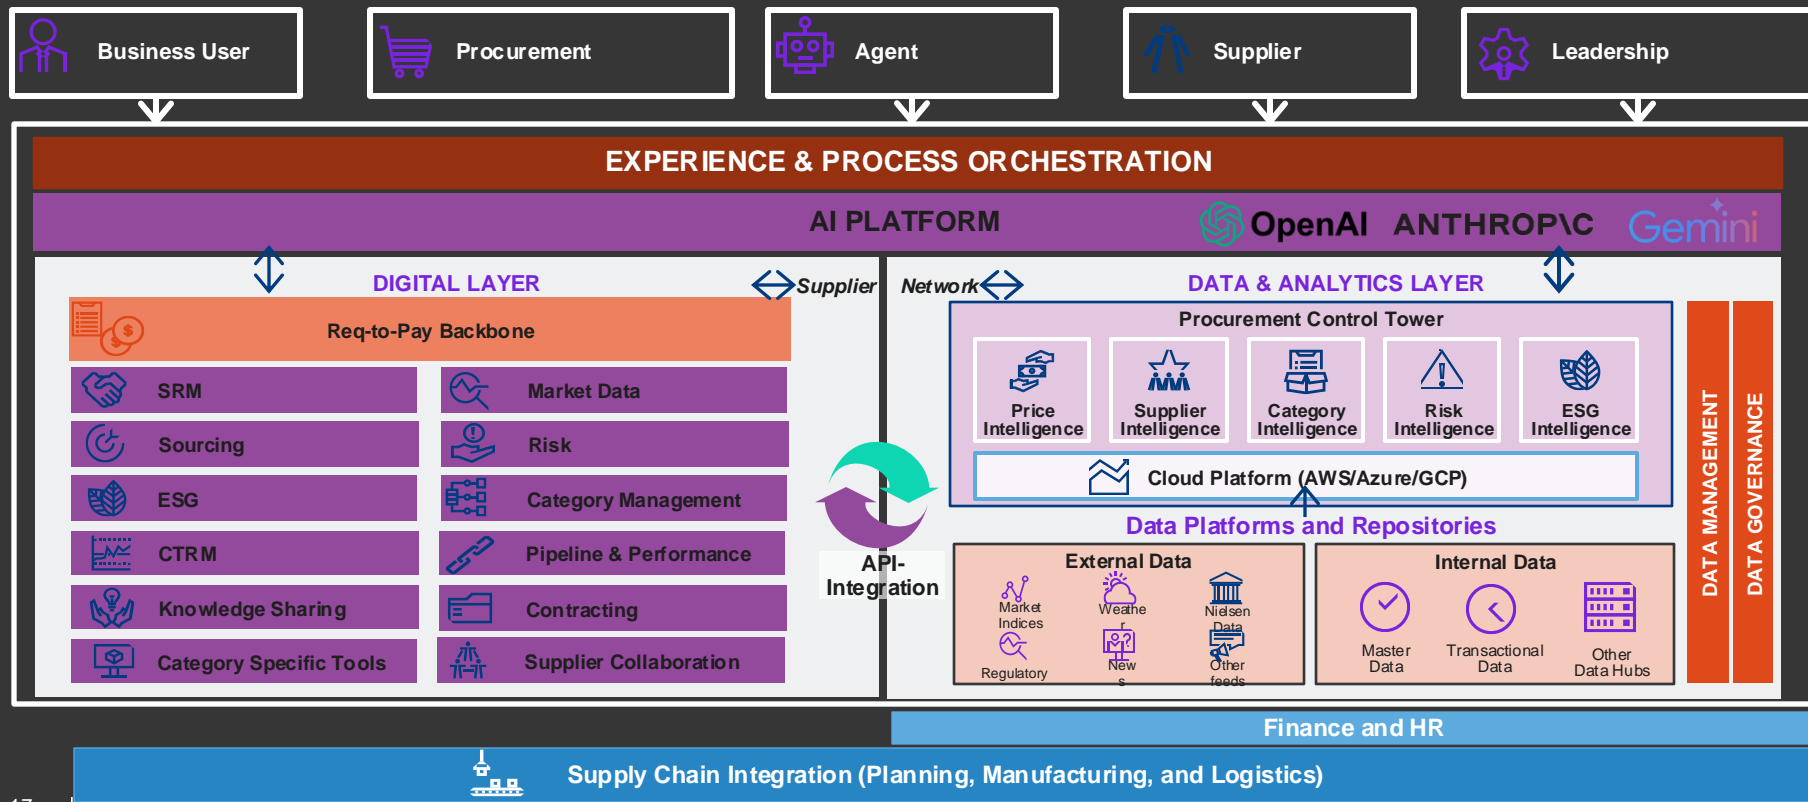 Business User
Procurement
Agent
Supplier
Leadership
EXPERIENCE & PROCESS ORCHESTRATION
AI PLATFORM
OpenAI
ANTHROP\C
Gemini
DIGITAL LAYER
Supplier
Network
DATA & ANALYTICS LAYER
Req-to-Pay Backbone
SRM
Market Data
Sourcing
Risk
ESG
Category Management
CTRM
Pipeline & Performance
Knowledge Sharing
Contracting
Category Specific Tools
Supplier Collaboration
API-
Integration
Procurement Control Tower
Price
Intelligence
Supplier
Intelligence
Category
Intelligence
Risk
Intelligence
ESG
Intelligence
Cloud Platform (AWS/Azure/GCP)
Data Platforms and Repositories
External Data
Market
Indices
Weathe
r
Nielsen
Data
Regulatory
New
s
Other
feeds
Internal Data
Master
Data
Transactional
Data
Other
Data Hubs
DATA MANAGEMENT
DATA GOVERNANCE
Finance and HR
Supply Chain Integration (Planning, Manufacturing, and Logistics)